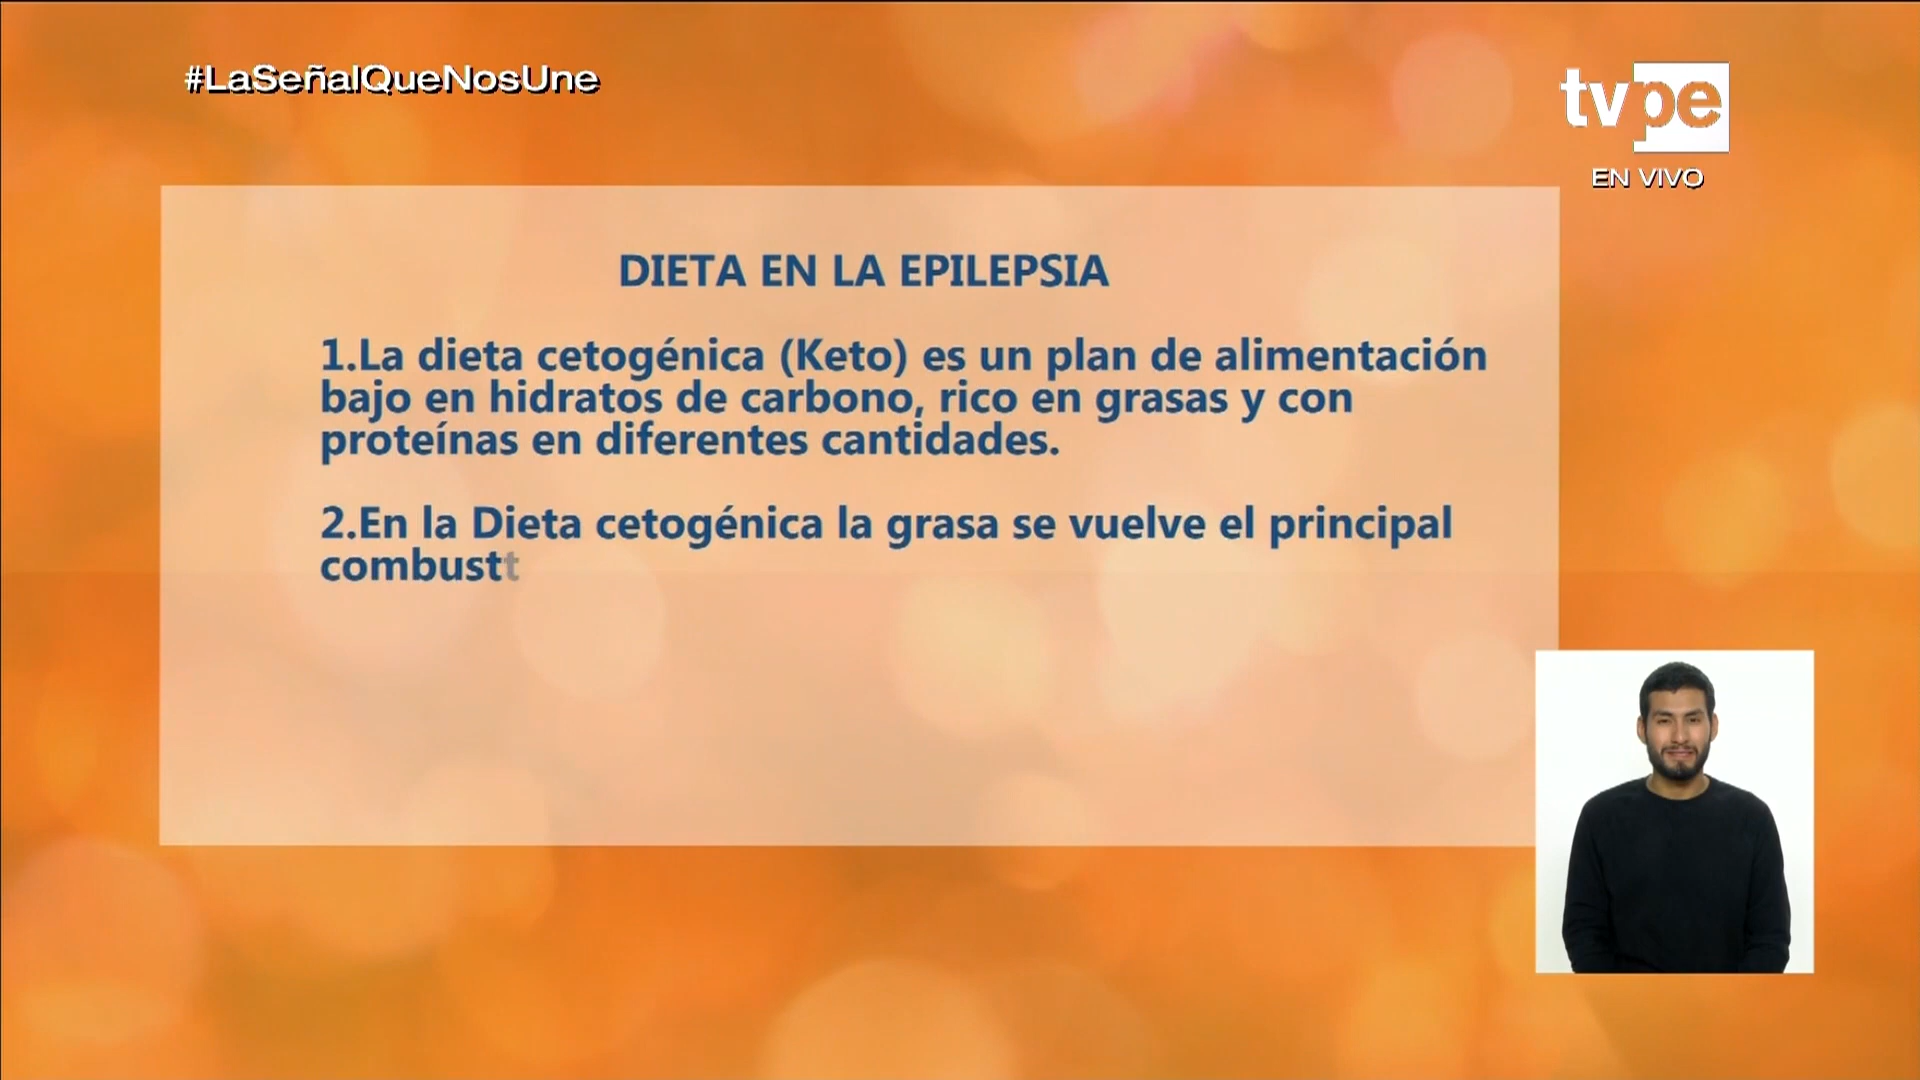 #LaSeñalQueNosUne
tvpe
EN VIVO
DIETA EN LA EPILEPSIA
1.La dieta cetogénica (Keto) es un plan de alimentación
bajo en hidratos de carbono, rico en grasas y con
proteínas en diferentes cantidades.
2.En la Dieta cetogénica la grasa se vuelve el principal
combustt